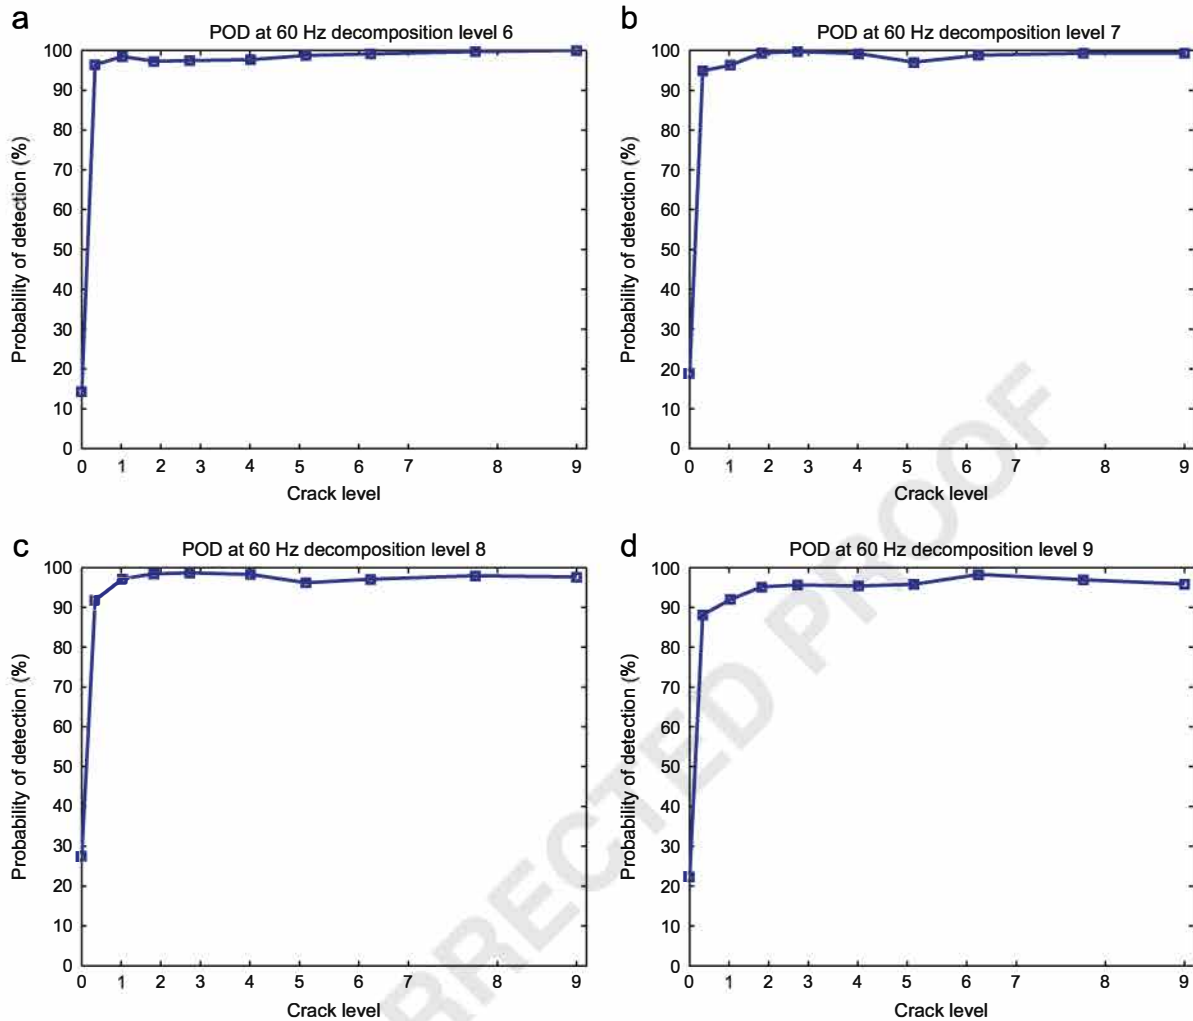 a
POD at 60 Hz decomposition level 6
Probability of detection (%)
100
90
80
70
60
50
40
30
20
10
0
0 1 2 3 4 5 6 7 8 9
Crack level
b
POD at 60 Hz decomposition level 7
Probability of detection (%)
100
90
80
70
60
50
40
30
20
10
0
0 1 2 3 4 5 6 7 8 9
Crack level
c
POD at 60 Hz decomposition level 8
Probability of detection (%)
100
90
80
70
60
50
40
30
20
10
0
0 1 2 3 4 5 6 7 8 9
Crack level
d
POD at 60 Hz decomposition level 9
Probability of detection (%)
100
90
80
70
60
50
40
30
20
10
0
0 1 2 3 4 5 6 7 8 9
Crack level
RRECTED PROOF